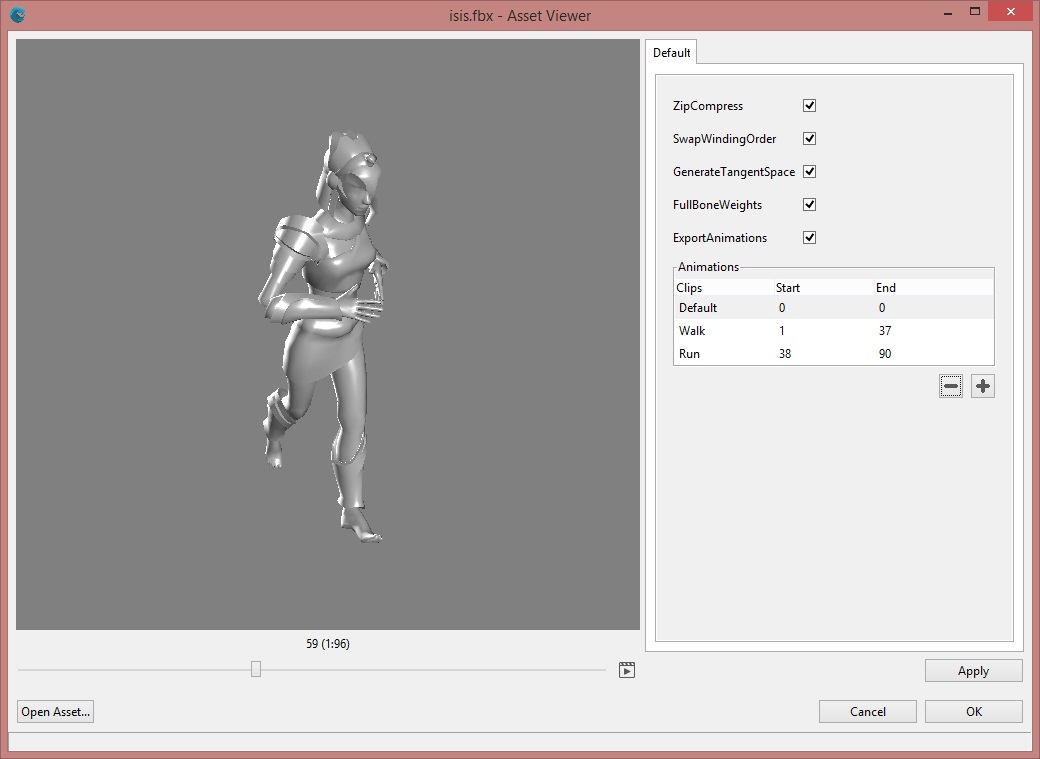 isis.fbx - Asset Viewer
Default
ZipCompress
SwapWindingOrder
GenerateTangentSpace
FullBoneWeights
ExportAnimations
Animations
Clips Start End
Default 0 0
Walk 1 37
Run 38 90
59 (1:96)
Apply
Open Asset... Cancel OK